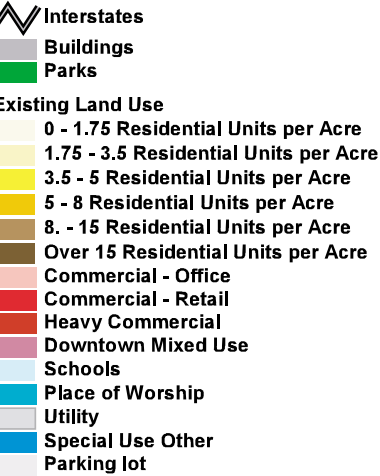 Interstates
Buildings
Parks
Existing Land Use
0 - 1.75 Residential Units per Acre
1.75 - 3.5 Residential Units per Acre
3.5 - 5 Residential Units per Acre
5 - 8 Residential Units per Acre
8. - 15 Residential Units per Acre
Over 15 Residential Units per Acre
Commercial - Office
Commercial - Retail
Heavy Commercial
Downtown Mixed Use
Schools
Place of Worship
Utility
Special Use Other
Parking lot